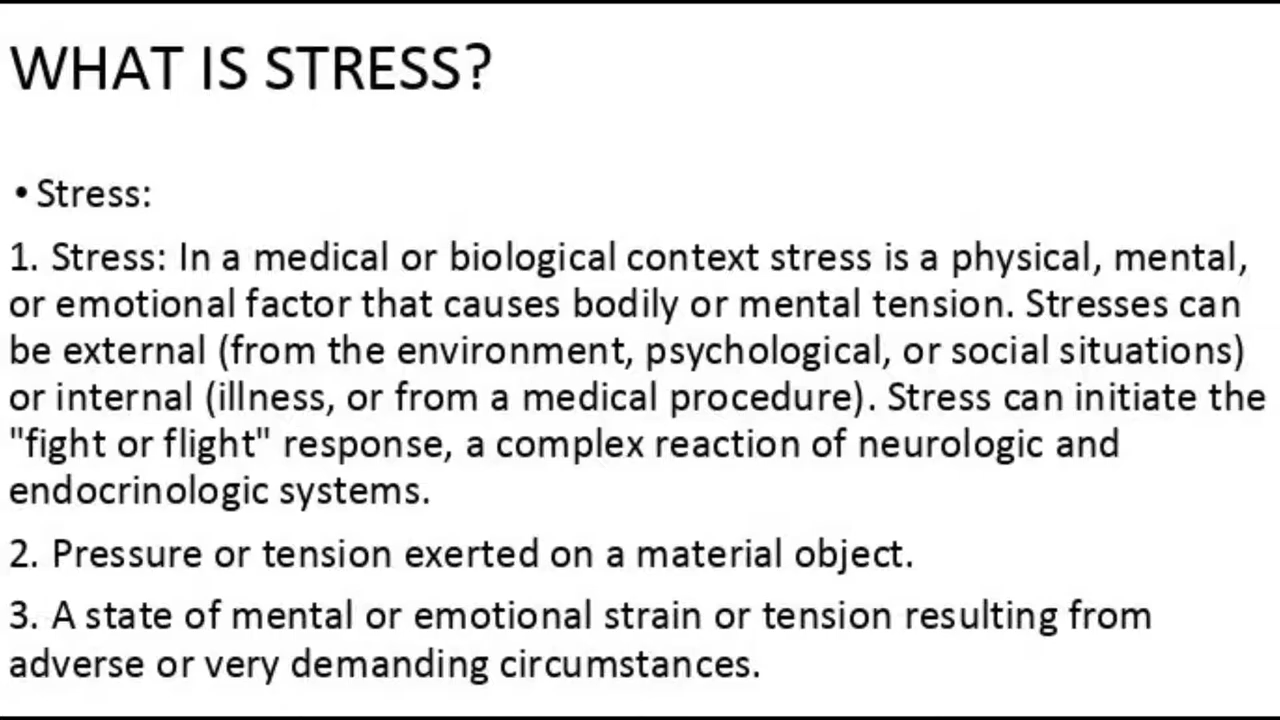 WHAT IS STRESS?
• Stress:
1. Stress: In a medical or biological context stress is a physical, mental,
or emotional factor that causes bodily or mental tension. Stresses can
be external (from the environment, psychological, or social situations)
or internal (illness, or from a medical procedure). Stress can initiate the
"fight or flight" response, a complex reaction of neurologic and
endocrinologic systems.
2. Pressure or tension exerted on a material object.
3. A state of mental or emotional strain or tension resulting from
adverse or very demanding circumstances.